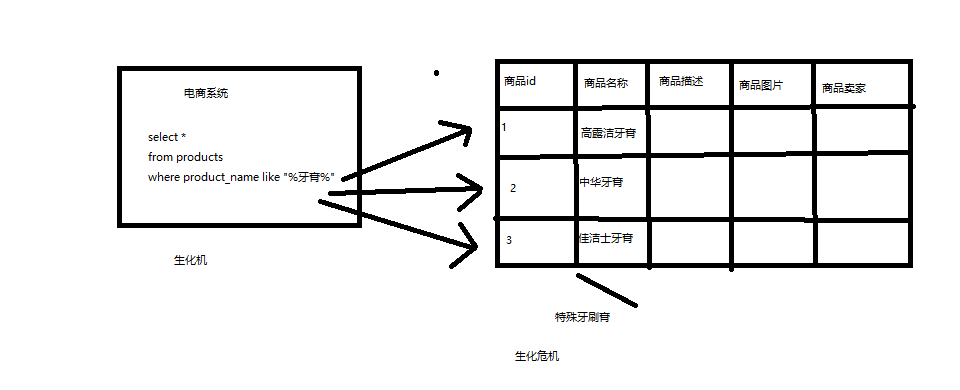 电商系统
select *
from products
where product_name like "%牙膏%"
生化机
商品id 商品名称 商品描述 商品图片 商品卖家
1 高露洁牙膏
2 中华牙膏
3 佳洁士牙膏
特殊牙刷膏
生化危机